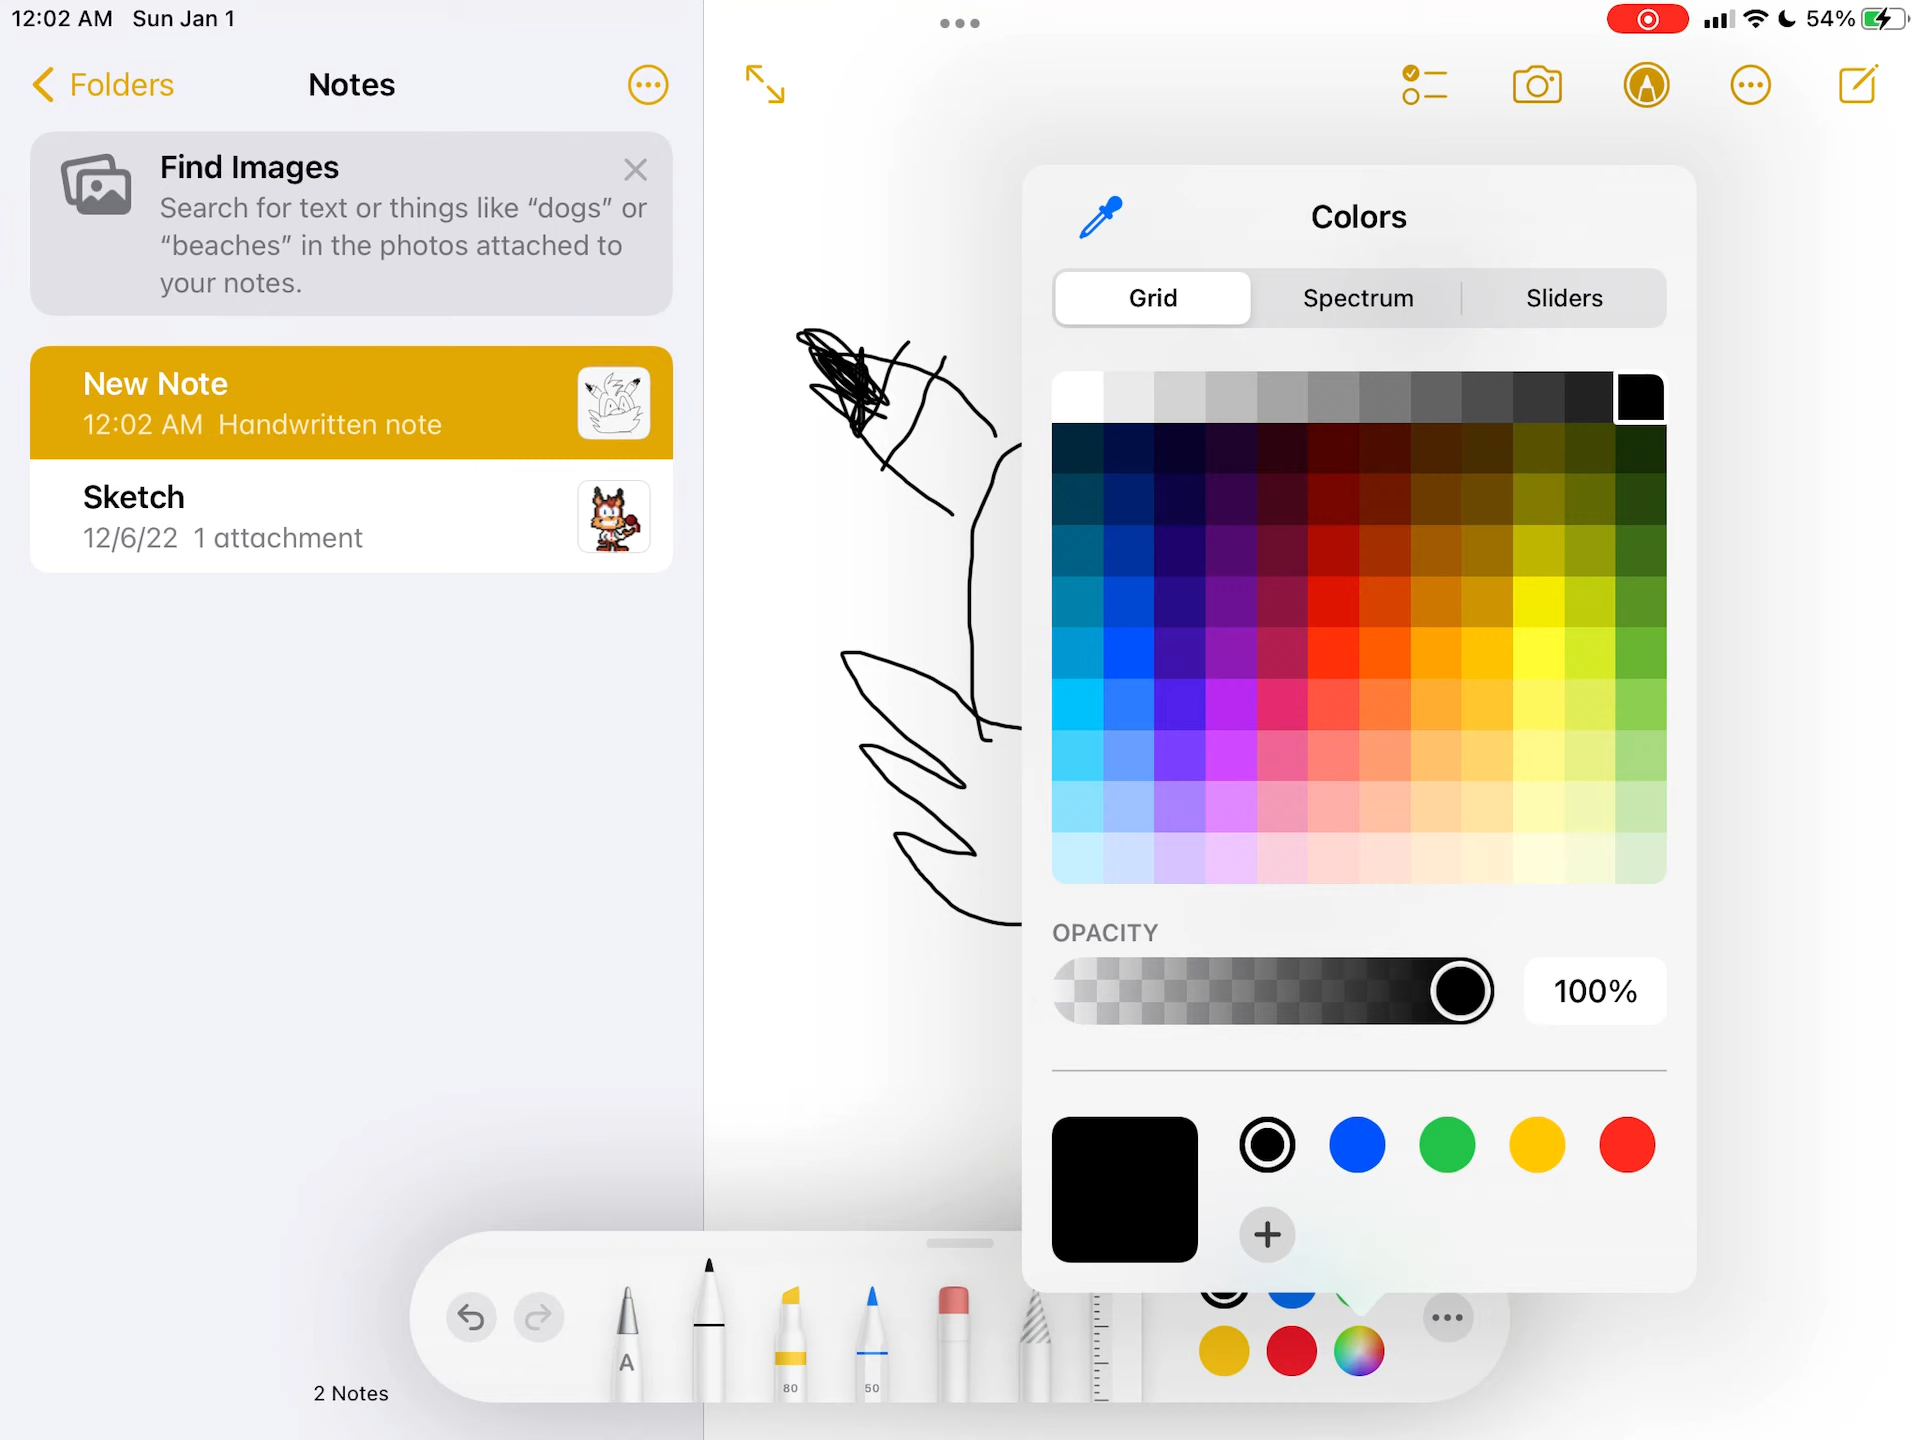 12:02 AM Sun Jan 1
54%
Folders
Notes
Find Images
Search for text or things like “dogs” or
“beaches” in the photos attached to
your notes.
New Note
12:02 AM Handwritten note
Sketch
12/6/22 1 attachment
2 Notes
Colors
Grid
Spectrum
Sliders
OPACITY
100%
A
80
50